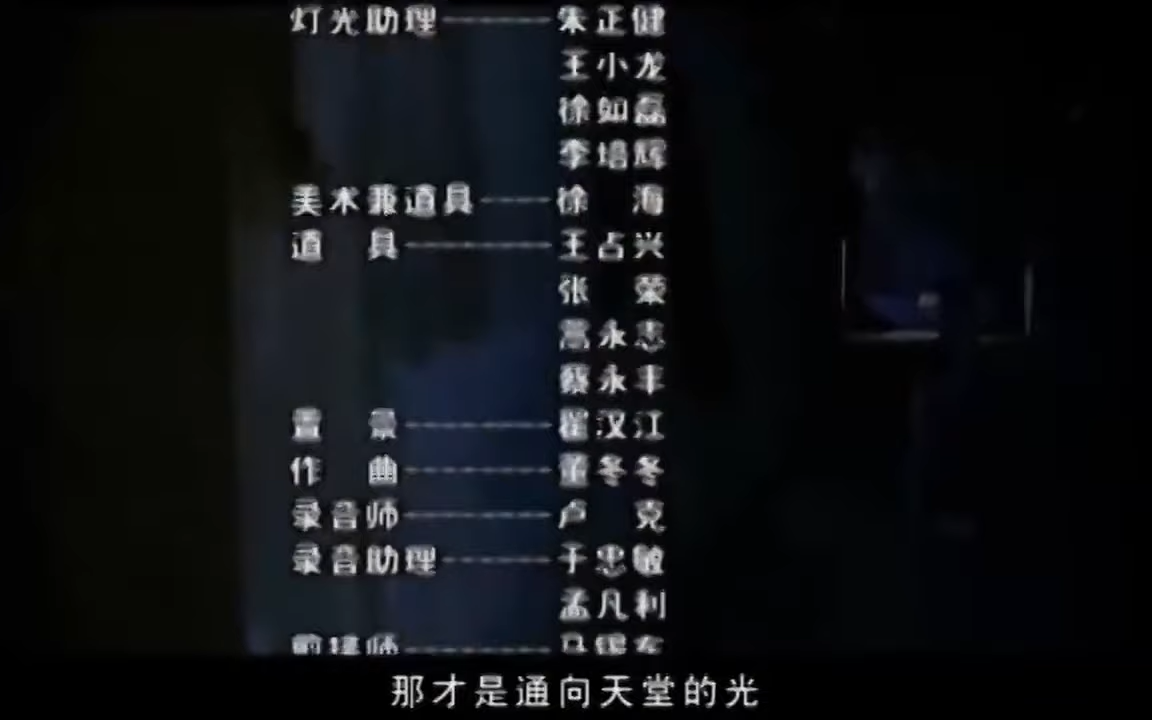 灯光助理————朱正健
王小龙
徐如磊
李培辉
美术兼道具———徐 海
道 具————王占兴
张 荣
高永志
蔡永丰
置 景————翟汉江
作 曲————董冬冬
录音师————卢 克
录音助理————于忠敏
孟凡利
剪接师————
那才是通向天堂的光